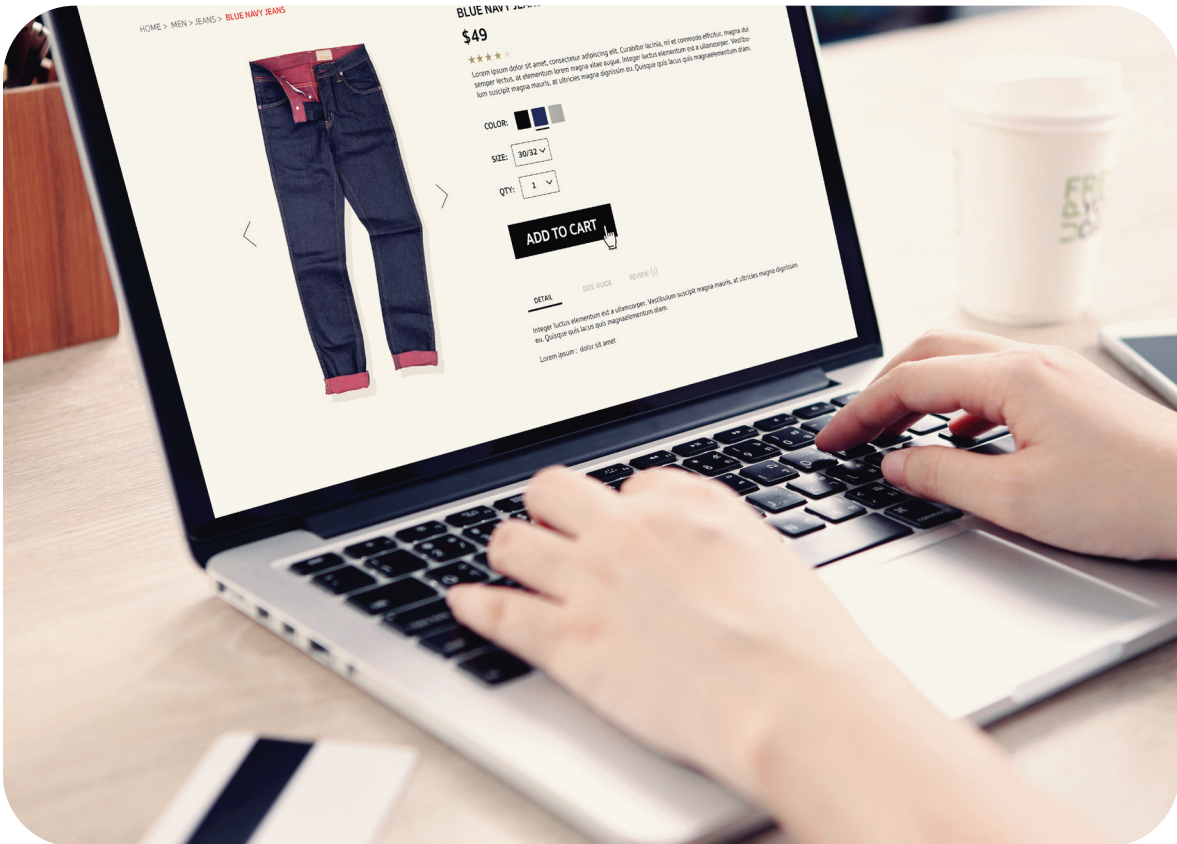 HOME > MEN > JEANS > BLUE NAVY JEANS
BLUE NAVY
$49
Lorem ipsum dolor sit amet, consectetur adipiscing elit. Curabitur lacinia, mi et commodo efficitur, magna dui
semper lectus, at elementum lorem magna vitae augue. Integer luctus elementum est a ullamcorper. Vestibu-
lum suscipit magna mauris, at ultricies magna dignissim eu. Quisque quis lacus quis magnaelementum diam.
COLOR:
SIZE: 30/32
QTY: 1
ADD TO CART
DETAIL SIDE GUIDE REVIEW
Integer luctus elementum est a ullamcorper. Vestibulum suscipit magna mauris, at ultricies magna dignissim
eu. Quisque quis lacus quis magnaelementum diam.
Lorem ipsum : dolor sit amet